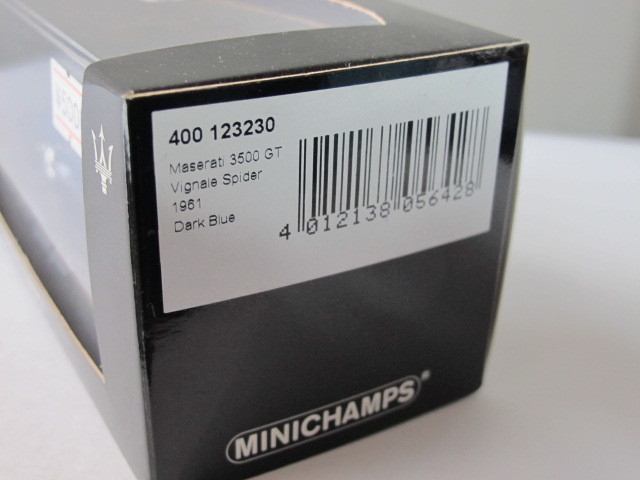 400 123230
Maserati 3500 GT
Vignale Spider
1961
Dark Blue
4 012138 056428
MINICHAMPS®